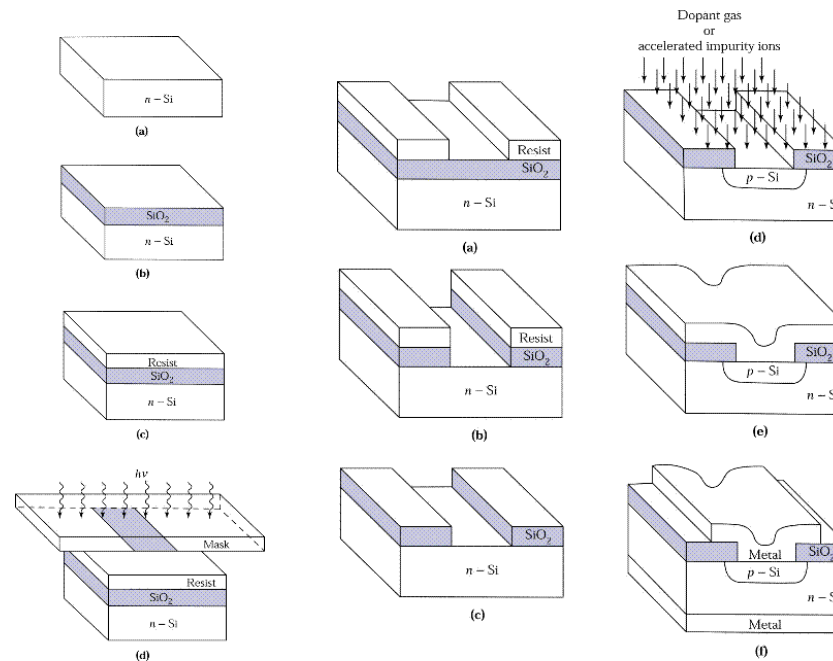 n – Si
(a)
SiO₂
n – Si
(b)
Resist
SiO₂
n – Si
(c)
hν
Mask
Resist
SiO₂
n – Si
(d)
Resist
SiO₂
n – Si
(a)
Resist
SiO₂
n – Si
(b)
SiO₂
n – Si
(c)
Dopant gas
or
accelerated impurity ions
SiO₂
p – Si
n – S
(d)
SiO₂
p – Si
n – S
(e)
Metal
SiO₂
p – Si
n – S
Metal
(f)